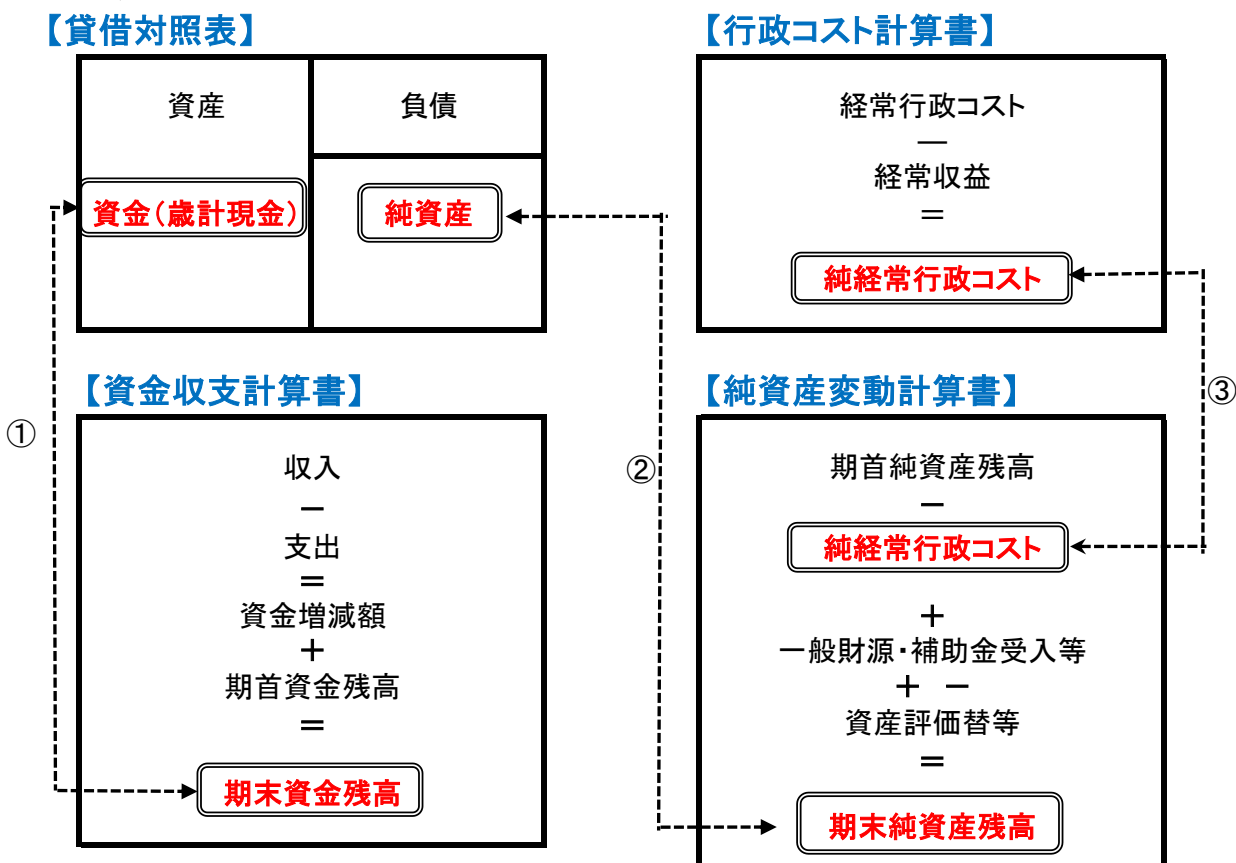 【貸借対照表】
資産
負債
資金(歳計現金)
純資産
【行政コスト計算書】
経常行政コスト
―
経常収益
=
純経常行政コスト
①
②
③
【資金収支計算書】
収入
-
支出
=
資金増減額
+
期首資金残高
=
期末資金残高
【純資産変動計算書】
期首純資産残高
-
純経常行政コスト
+
一般財源・補助金受入等
+ -
資産評価替等
=
期末純資産残高